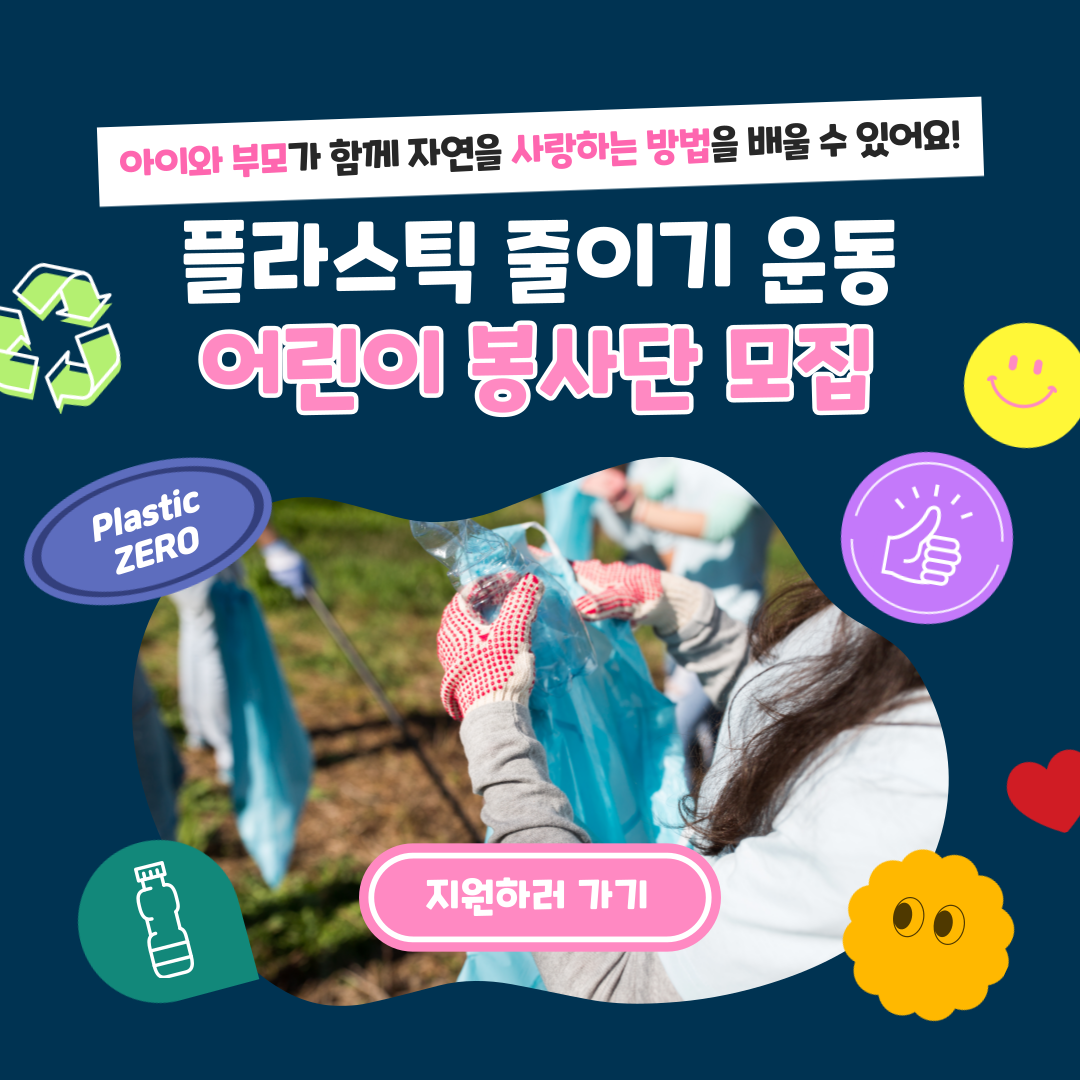 아이와 부모가 함께 자연을 사랑하는 방법을 배울 수 있어요!
플라스틱 줄이기 운동
어린이 봉사단 모집
Plastic
ZERO
지원하러 가기